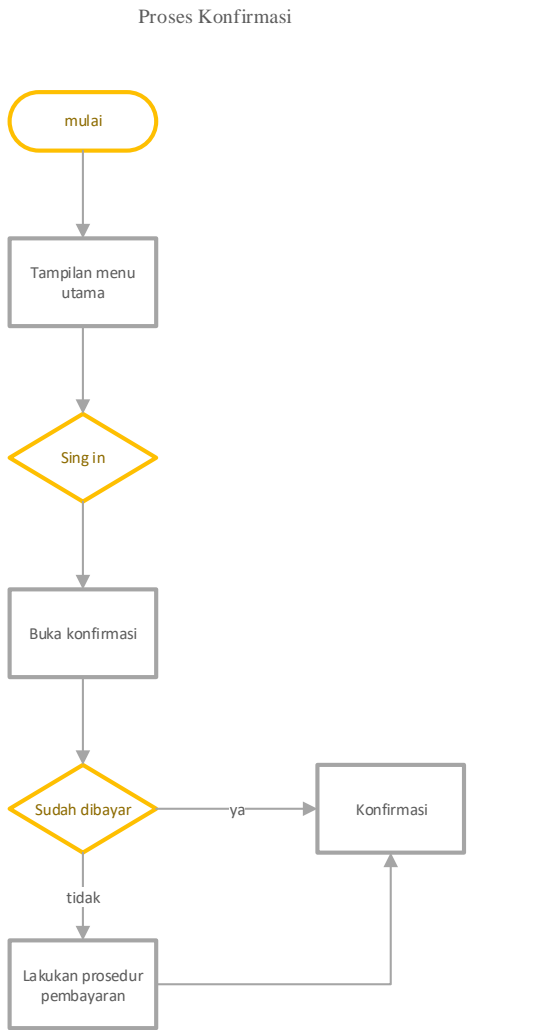 Proses Konfirmasi
mulai
Tampilan menu
utama
Sing in
Buka konfirmasi
Sudah dibayar
ya
Konfirmasi
tidak
Lakukan prosedur
pembayaran